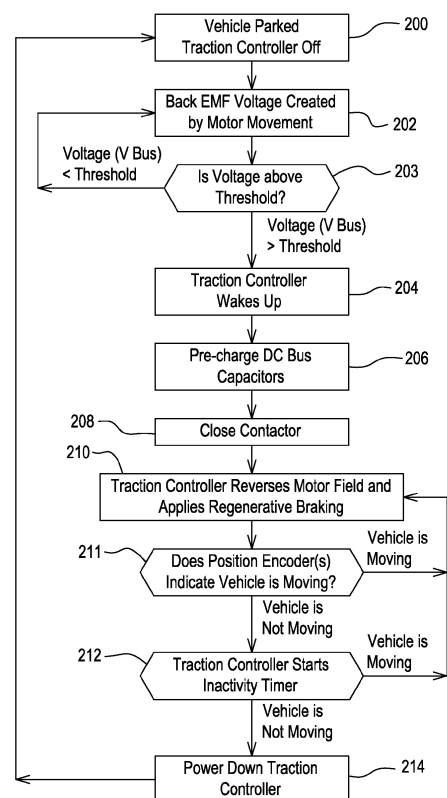 Vehicle Parked
Traction Controller Off
200
Back EMF Voltage Created
by Motor Movement
202
Voltage (V Bus)
< Threshold
Is Voltage above
Threshold?
203
Voltage (V Bus)
> Threshold
Traction Controller
Wakes Up
204
Pre-charge DC Bus
Capacitors
206
208
Close Contactor
210
Traction Controller Reverses Motor Field and
Applies Regenerative Braking
211
Does Position Encoder(s)
Indicate Vehicle is Moving?
Vehicle is
Moving
Vehicle is
Not Moving
212
Traction Controller Starts
Inactivity Timer
Vehicle is
Moving
Vehicle is
Not Moving
Power Down Traction
Controller
214